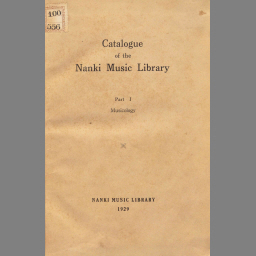 100
556
Catalogue
of the
Nanki Music Library
Part I
Musicology
NANKI MUSIC LIBRARY
1929